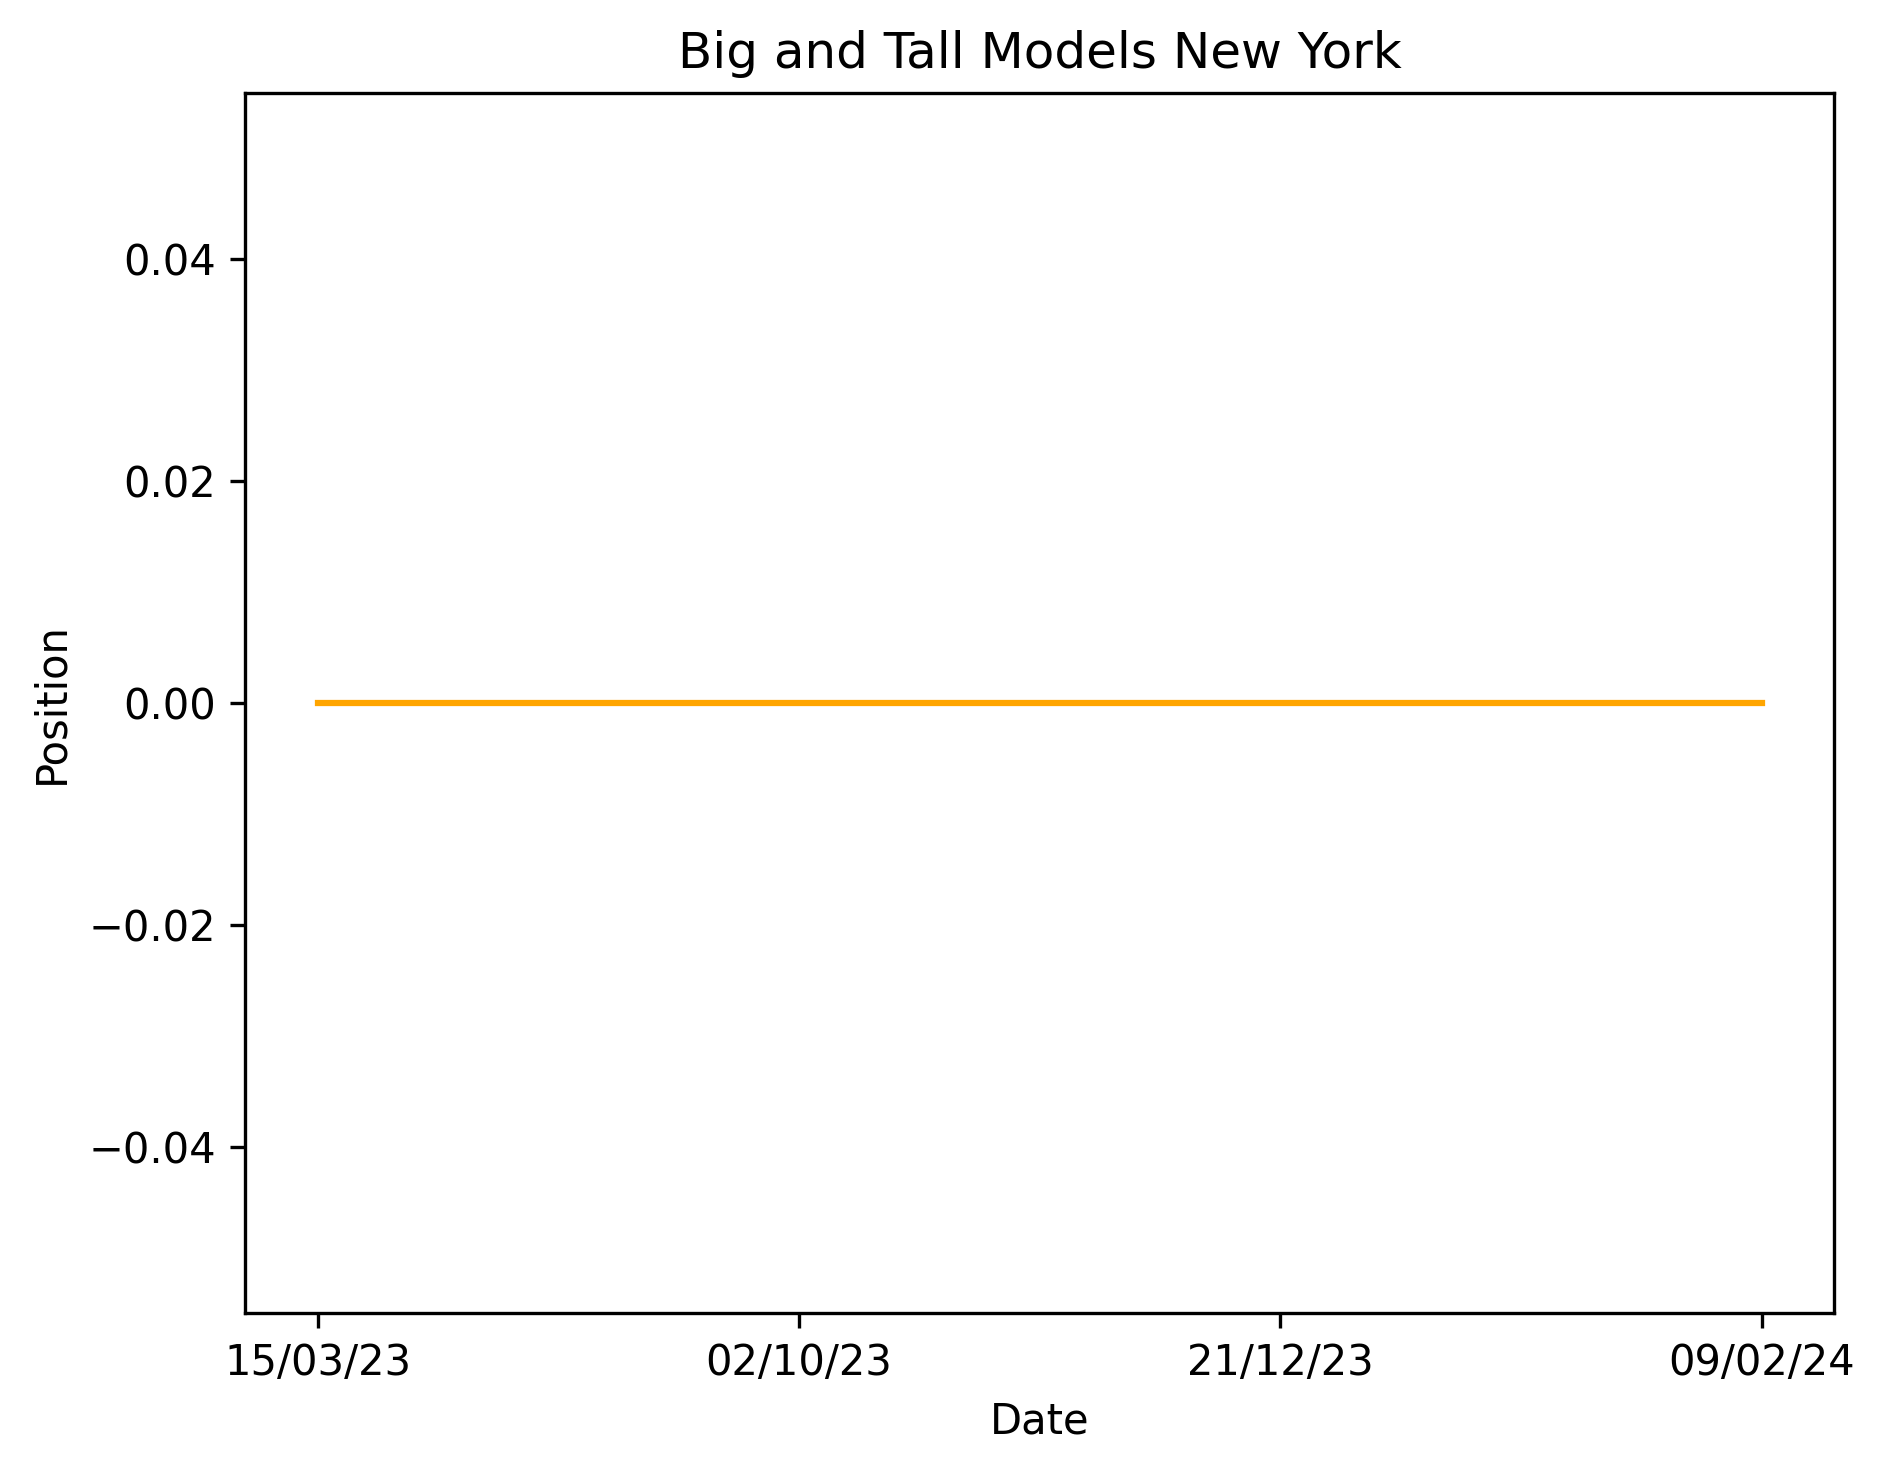 Big and Tall Models New York
0.04
0.02
0.00
−0.02
−0.04
Position
15/03/23 02/10/23 21/12/23 09/02/24
Date